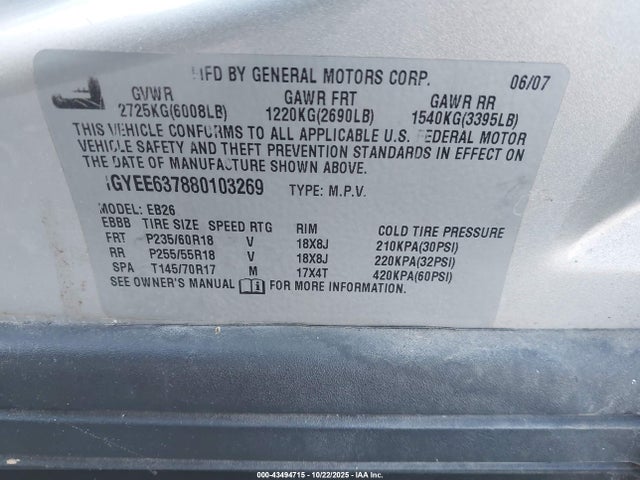 MFD BY GENERAL MOTORS CORP. 06/07
GVWR GAWR FRT GAWR RR
2725KG(6008LB) 1220KG(2690LB) 1540KG(3395LB)
THIS VEHICLE CONFORMS TO ALL APPLICABLE U.S. FEDERAL MOTOR
VEHICLE SAFETY AND THEFT PREVENTION STANDARDS IN EFFECT ON
THE DATE OF MANUFACTURE SHOWN ABOVE.
1GYEE637880103269 TYPE: M.P.V.
MODEL: EB26
EBBB TIRE SIZE SPEED RTG RIM COLD TIRE PRESSURE
FRT P235/60R18 V 18X8J 210KPA(30PSI)
RR P255/55R18 V 18X8J 220KPA(32PSI)
SPA T145/70R17 M 17X4T 420KPA(60PSI)
SEE OWNER'S MANUAL i FOR MORE INFORMATION.
© 43494715 - 10/22/2025 - IAA, Inc.